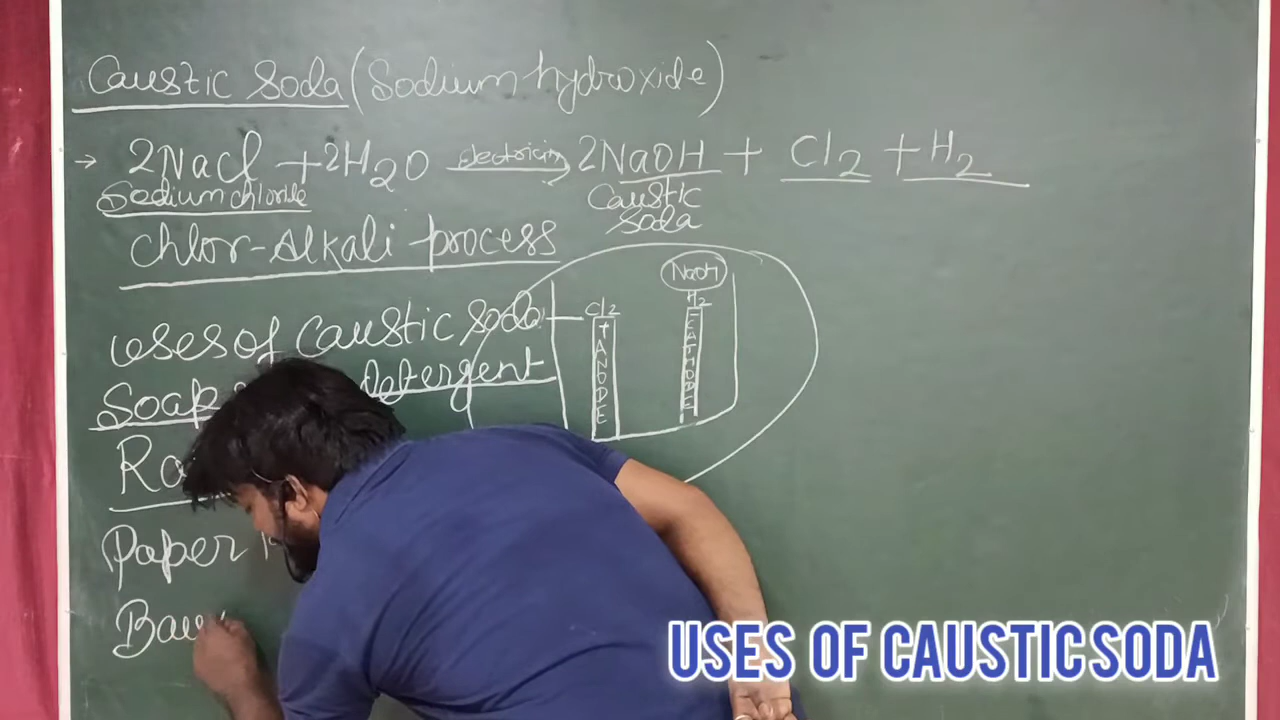 Caustic soda (Sodium hydroxide)
→ 2NaCl + 2H2O electricity 2NaOH + Cl2 + H2
Sodium chloride
Caustic
soda
Chlor-Alkali process
NaOH
Cl2
H2
+
ANODE
-
CATHODE
uses of Caustic soda
Soap detergent
Paper
USES OF CAUSTIC SODA